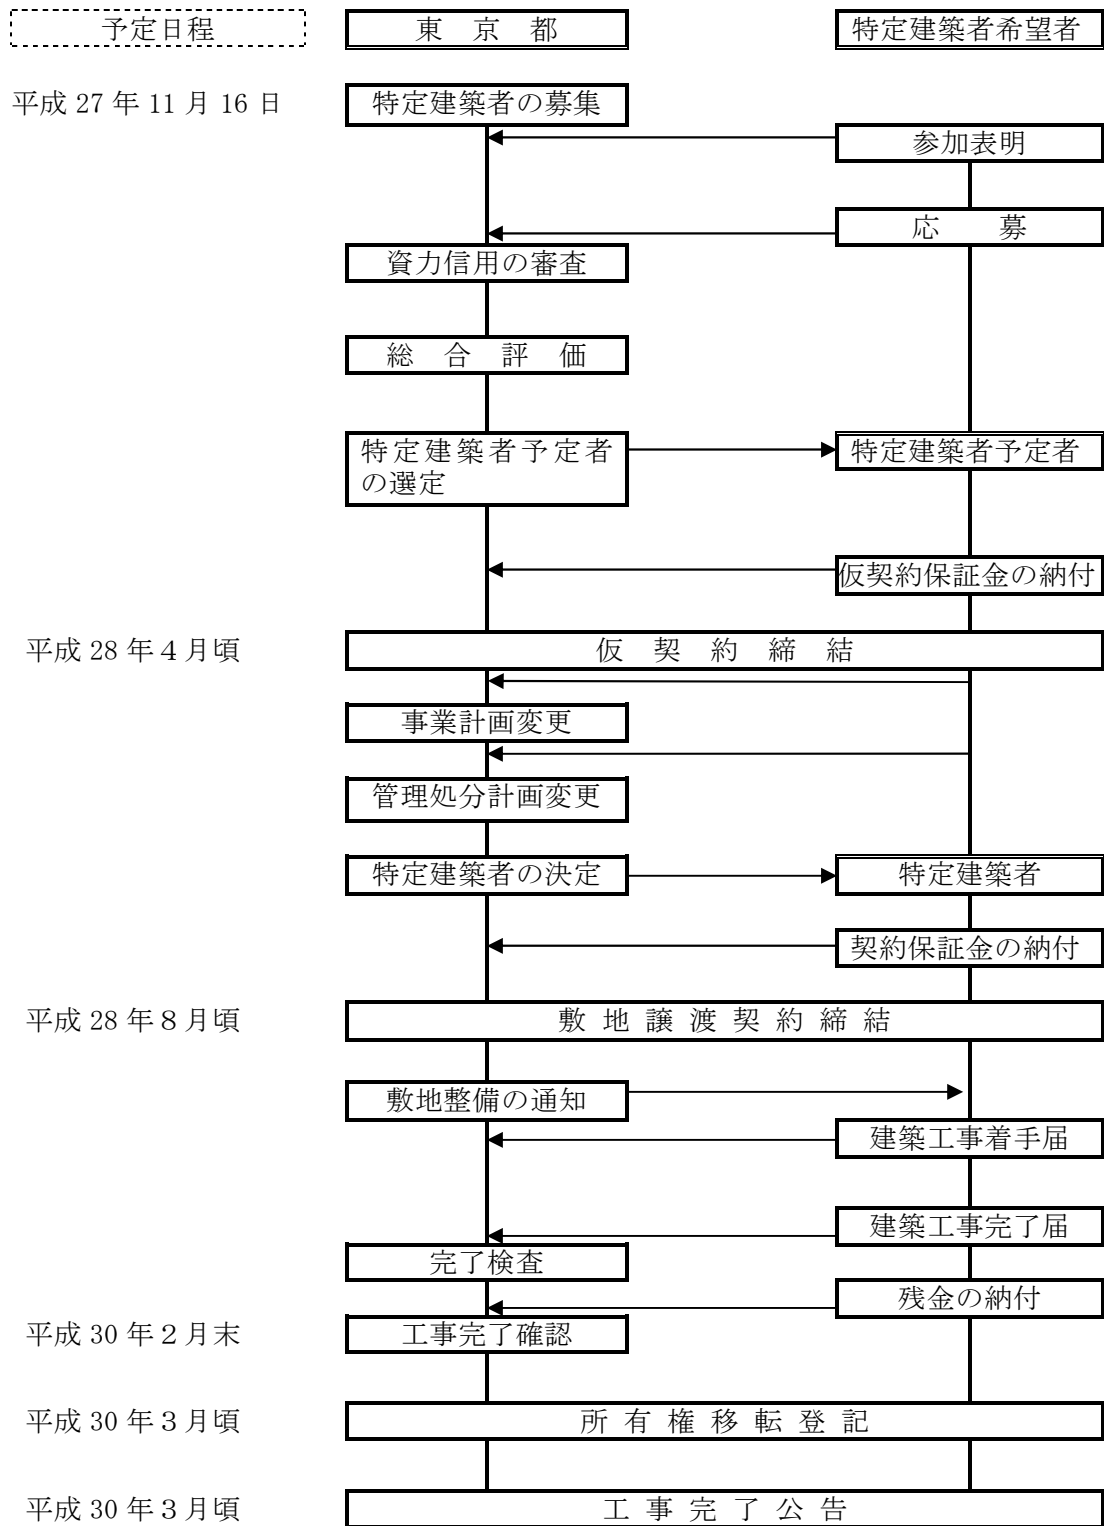 予定日程 東 京 都 特定建築者希望者
平成 27 年 11 月 16 日 特定建築者の募集
参加表明
応 募
資力信用の審査
総 合 評 価
特定建築者予定者 特定建築者予定者
の選定
仮契約保証金の納付
平成 28 年４月頃 仮 契 約 締 結
事業計画変更
管理処分計画変更
特定建築者の決定 特定建築者
契約保証金の納付
平成 28 年８月頃 敷 地 譲 渡 契 約 締 結
敷地整備の通知
建築工事着手届
建築工事完了届
完了検査
残金の納付
平成 30 年２月末 工事完了確認
平成 30 年３月頃 所 有 権 移 転 登 記
平成 30 年３月頃 工 事 完 了 公 告